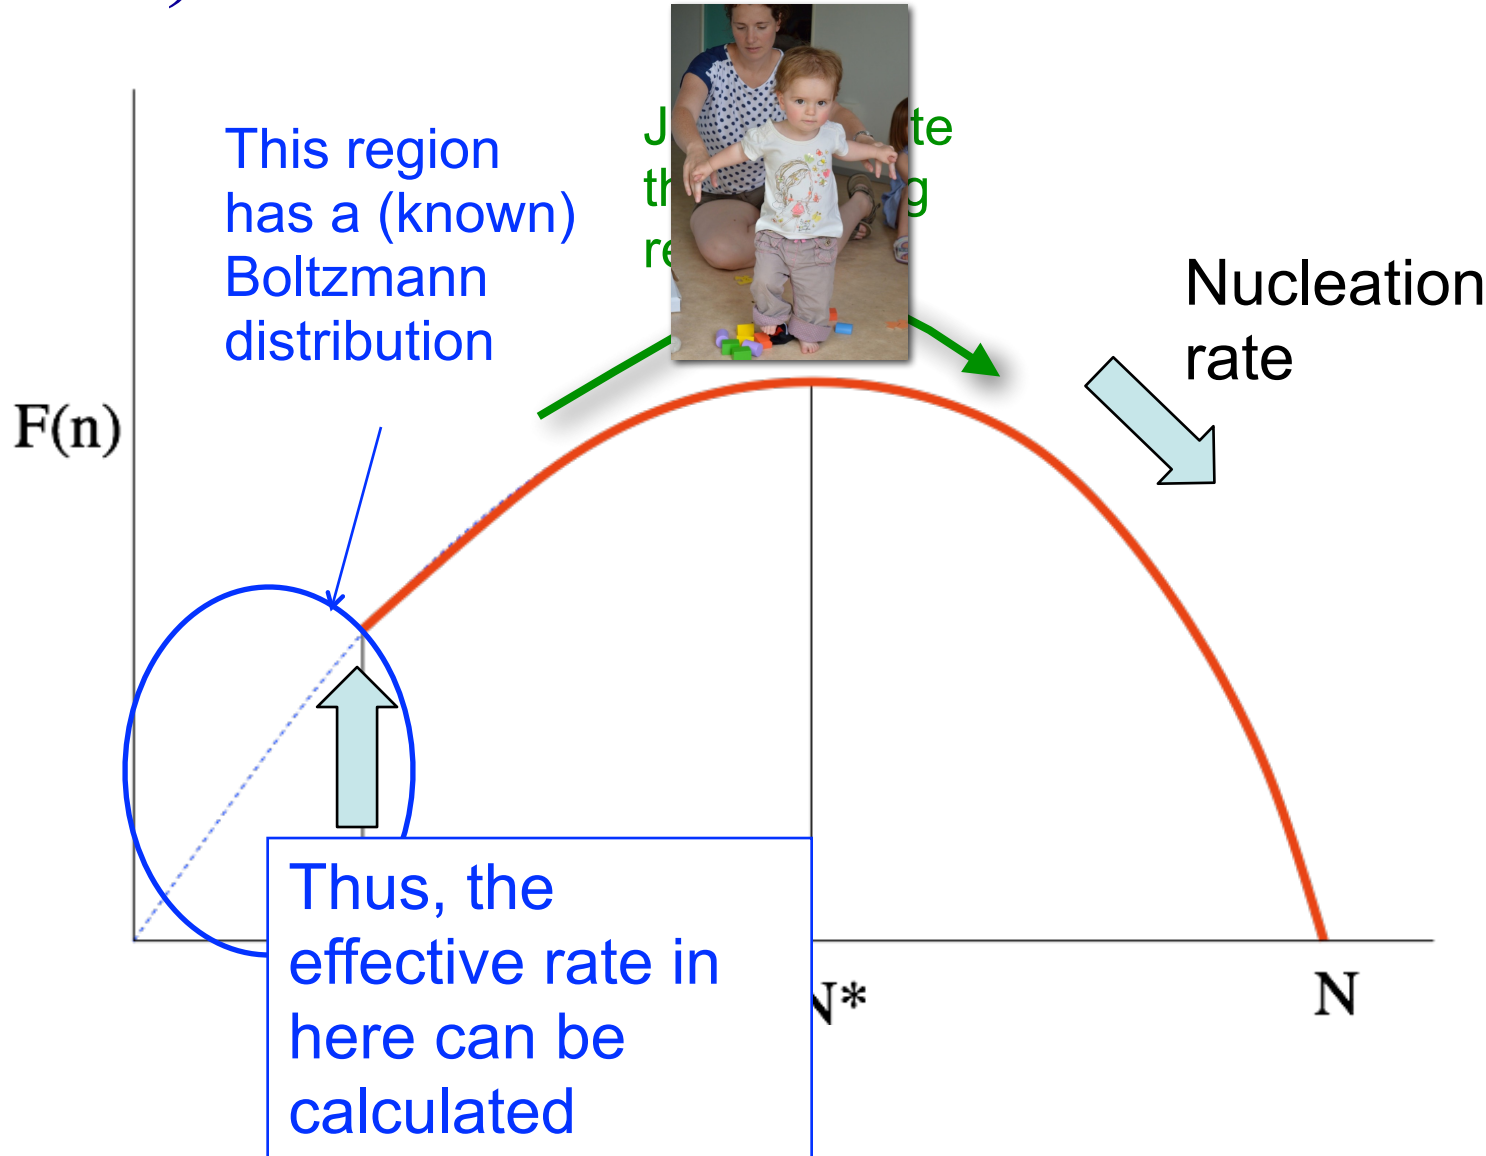 This region
has a (known)
Boltzmann
distribution
Nucleation
rate
F(n)
Thus, the
effective rate in
here can be
calculated
N*
N